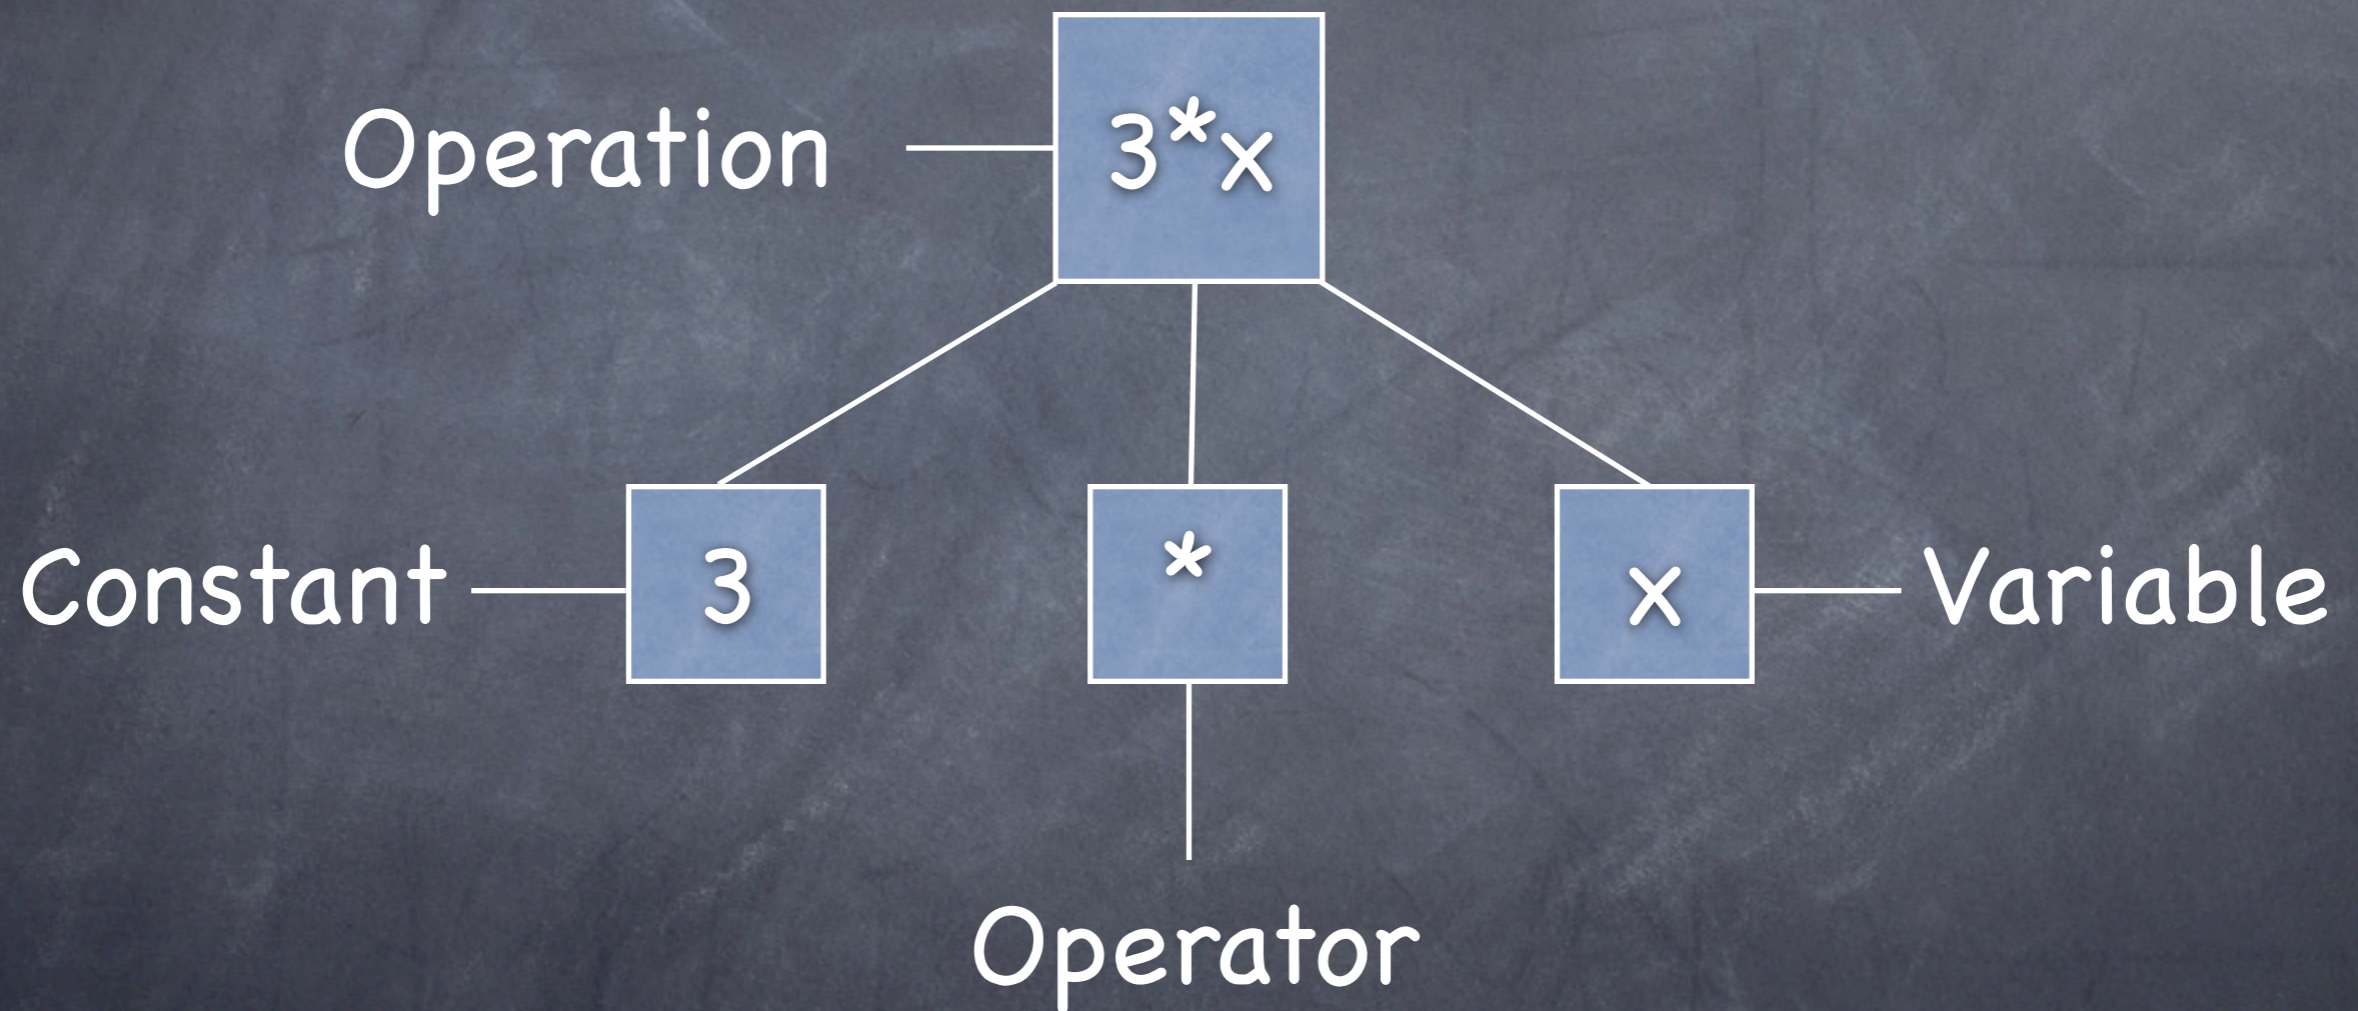 Operation
3*x
Constant
3
*
x
Variable
Operator